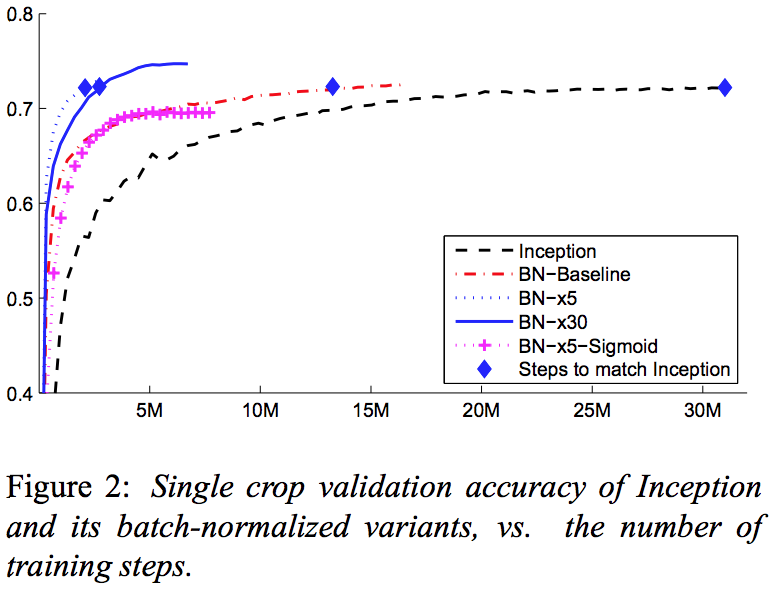 0.8
0.7
0.6
0.5
0.4
5M 10M 15M 20M 25M 30M
Inception
BN−Baseline
BN−x5
BN−x30
BN−x5−Sigmoid
Steps to match Inception
Figure 2: Single crop validation accuracy of Inception
and its batch-normalized variants, vs. the number of
training steps.